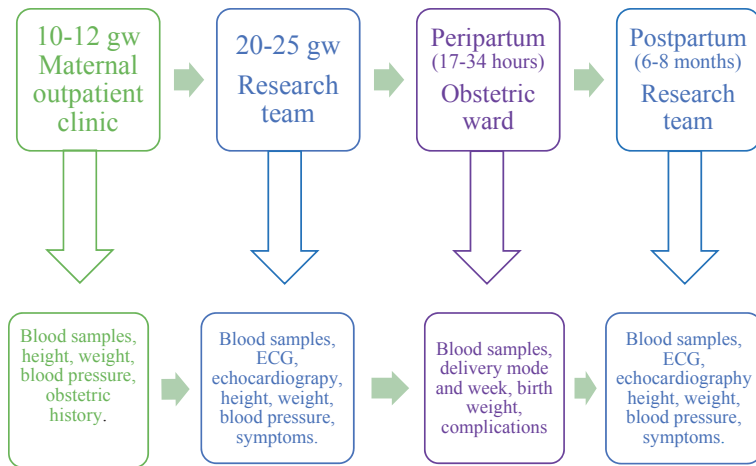 10-12 gw
Maternal
outpatient
clinic
20-25 gw
Research
team
Peripartum
(17-34 hours)
Obstetric
ward
Postpartum
(6-8 months)
Research
team
Blood samples,
height, weight,
blood pressure,
obstetric
history.
Blood samples,
ECG,
echocardiograpy,
height, weight,
blood pressure,
symptoms.
Blood samples,
delivery mode
and week, birth
weight,
complications
Blood samples,
ECG,
echocardiography
height, weight,
blood pressure,
symptoms.